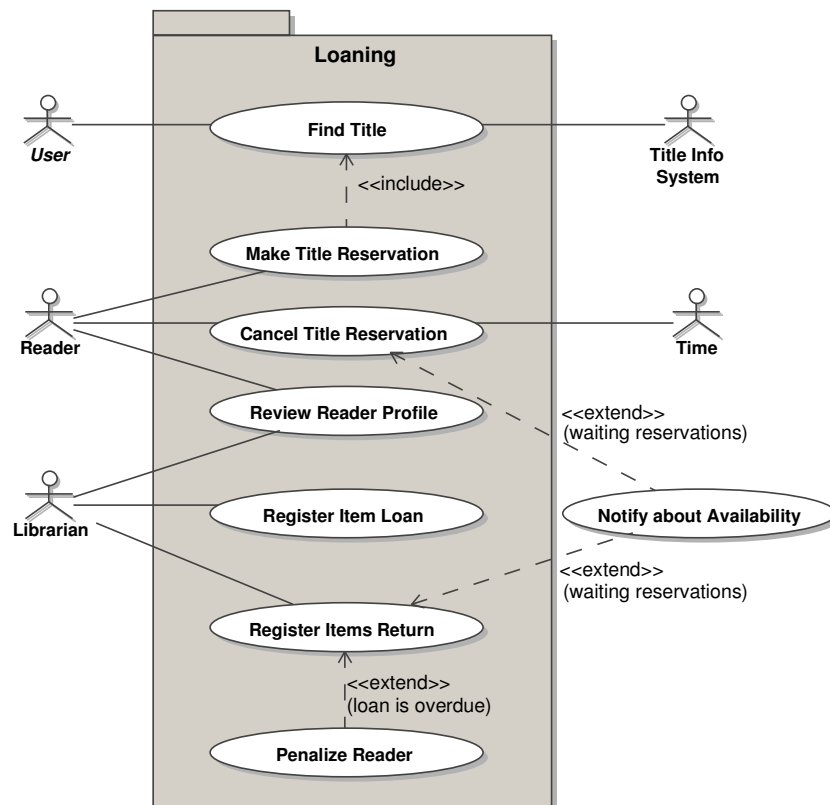 Loaning
Find Title
User
Title Info
System
<<include>>
Make Title Reservation
Reader
Cancel Title Reservation
Time
Review Reader Profile
<<extend>>
(waiting reservations)
Librarian
Register Item Loan
Notify about Availability
<<extend>>
(waiting reservations)
Register Items Return
<<extend>>
(loan is overdue)
Penalize Reader